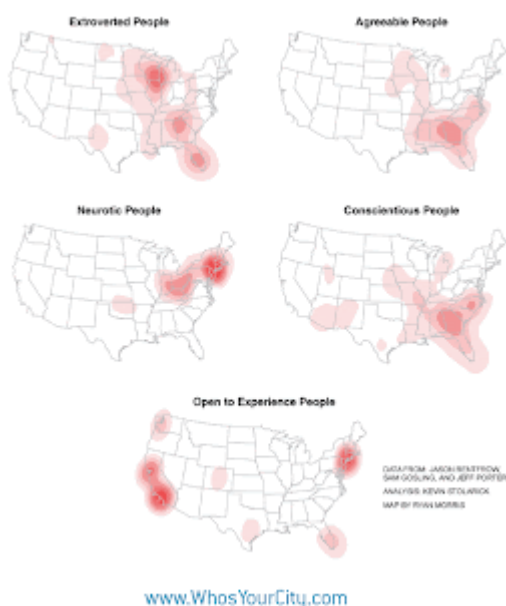 Extroverted People
Agreeable People
Neurotic People
Conscientious People
Open to Experience People
DATA FROM: JASON RENTFROW,
SAM GOSLING, AND JEFF PORTER
ANALYSIS: KEVIN STOLARICK
MAP BY RYAN MORRIS
www.WhosYourCity.com